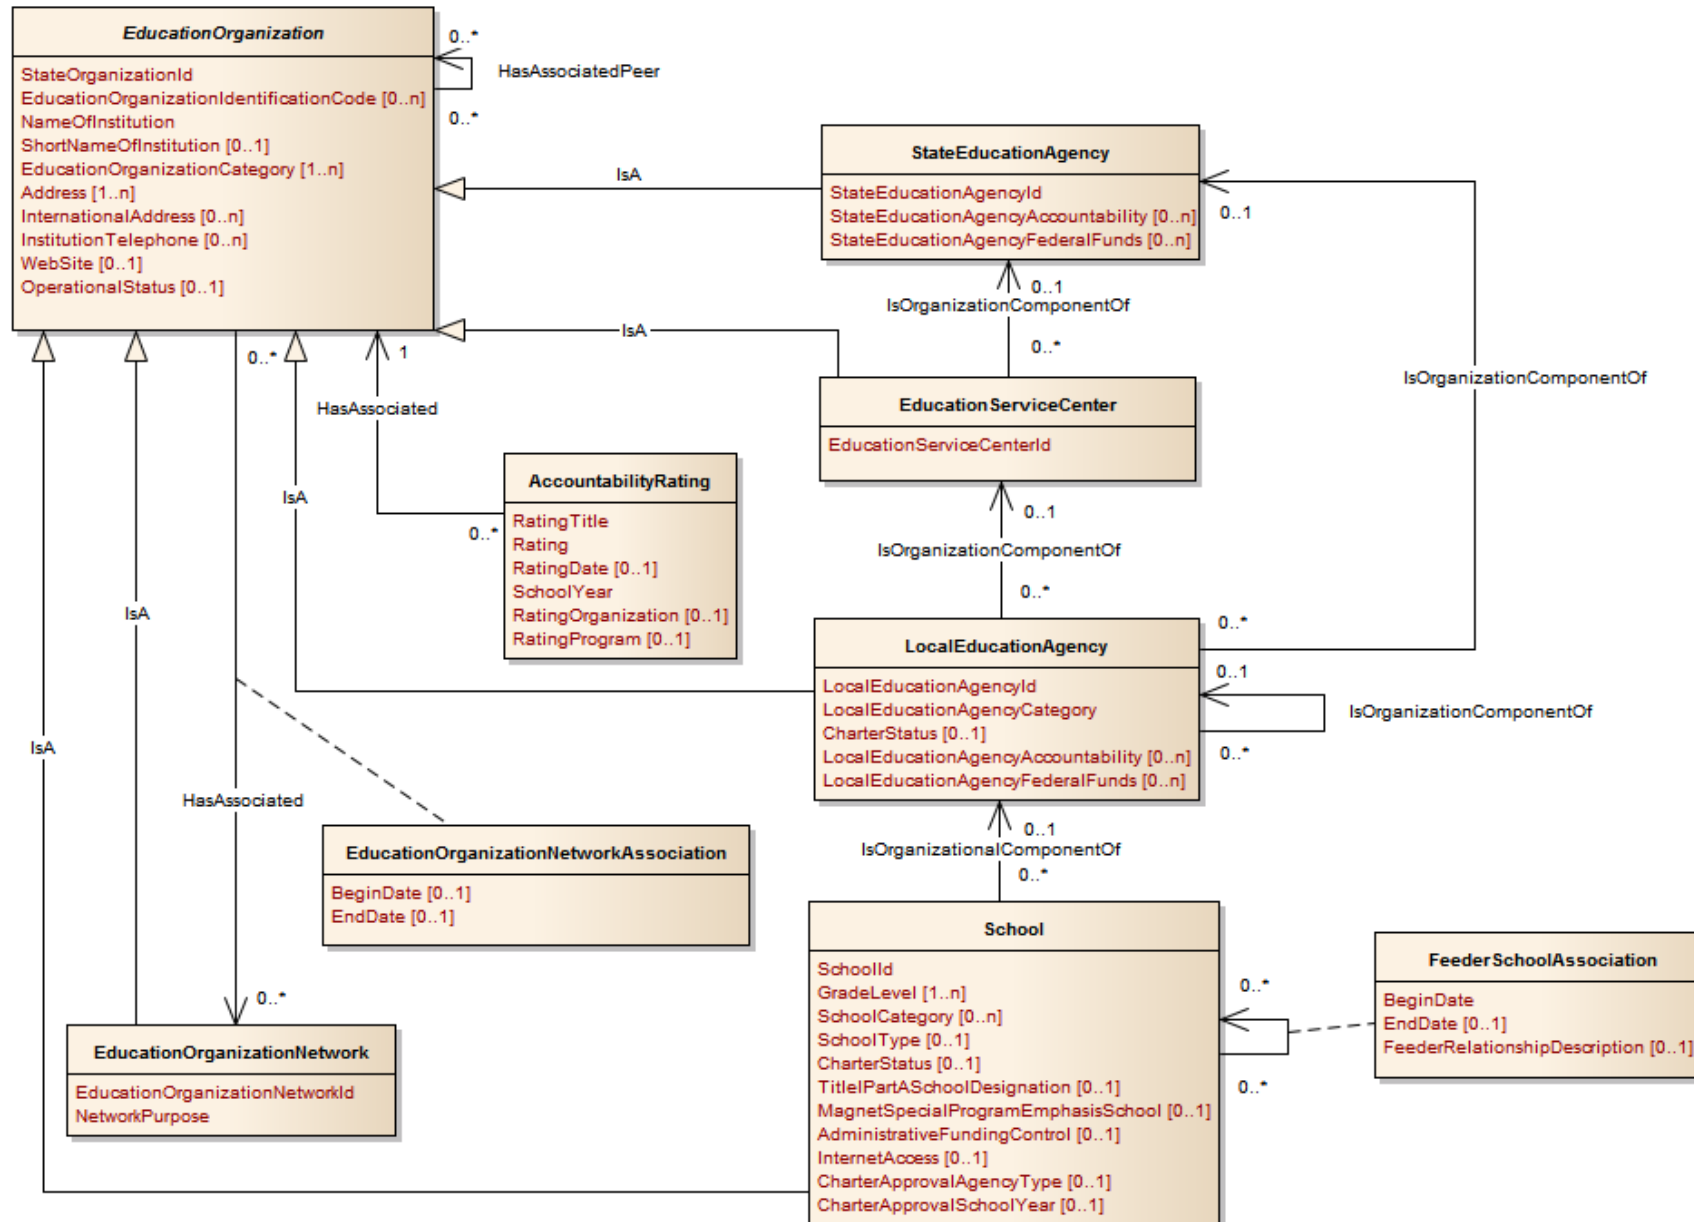 EducationOrganization
StateOrganizationId
EducationOrganizationIdentificationCode [0..n]
NameOfInstitution
ShortNameOfInstitution [0..1]
EducationOrganizationCategory [1..n]
Address [1..n]
InternationalAddress [0..n]
InstitutionTelephone [0..n]
WebSite [0..1]
OperationalStatus [0..1]
0..*
HasAssociatedPeer
0..*
StateEducationAgency
StateEducationAgencyId
StateEducationAgencyAccountability [0..n]
StateEducationAgencyFederalFunds [0..n]
IsA
0..1
0..1
IsOrganizationComponentOf
0..*
IsA
0..*
1
HasAssociated
IsOrganizationComponentOf
EducationServiceCenter
EducationServiceCenterId
AccountabilityRating
RatingTitle
Rating
RatingDate [0..1]
SchoolYear
RatingOrganization [0..1]
RatingProgram [0..1]
0..*
IsA
0..1
IsOrganizationComponentOf
0..*
IsA
LocalEducationAgency
LocalEducationAgencyId
LocalEducationAgencyCategory
CharterStatus [0..1]
LocalEducationAgencyAccountability [0..n]
LocalEducationAgencyFederalFunds [0..n]
0..*
0..1
IsOrganizationComponentOf
0..*
IsA
HasAssociated
0..1
IsOrganizationalComponentOf
0..*
EducationOrganizationNetworkAssociation
BeginDate [0..1]
EndDate [0..1]
0..*
EducationOrganizationNetwork
EducationOrganizationNetworkId
NetworkPurpose
School
SchoolId
GradeLevel [1..n]
SchoolCategory [0..n]
SchoolType [0..1]
CharterStatus [0..1]
TitleIPartASchoolDesignation [0..1]
MagnetSpecialProgramEmphasisSchool [0..1]
AdministrativeFundingControl [0..1]
InternetAccess [0..1]
CharterApprovalAgencyType [0..1]
CharterApprovalSchoolYear [0..1]
0..*
0..*
FeederSchoolAssociation
BeginDate
EndDate [0..1]
FeederRelationshipDescription [0..1]